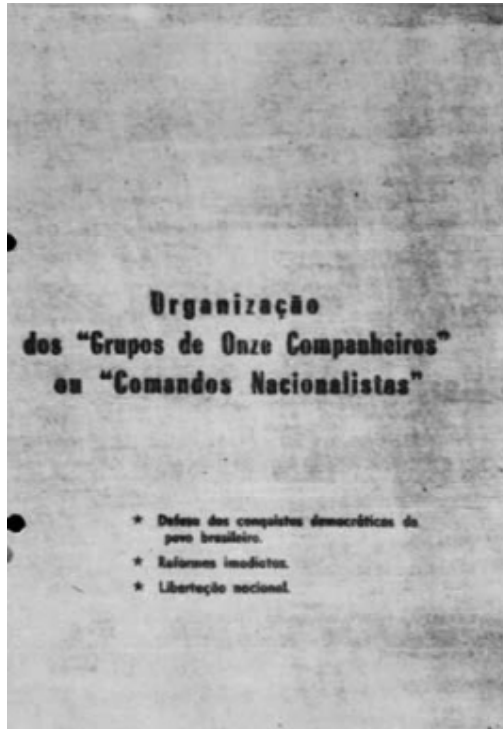 Organização
dos "Grupos de Onze Companheiros"
ou "Comandos Nacionalistas"
★ Defesa das conquistas democráticas do
povo brasileiro.
★ Reformas imediatas.
★ Libertação nacional.